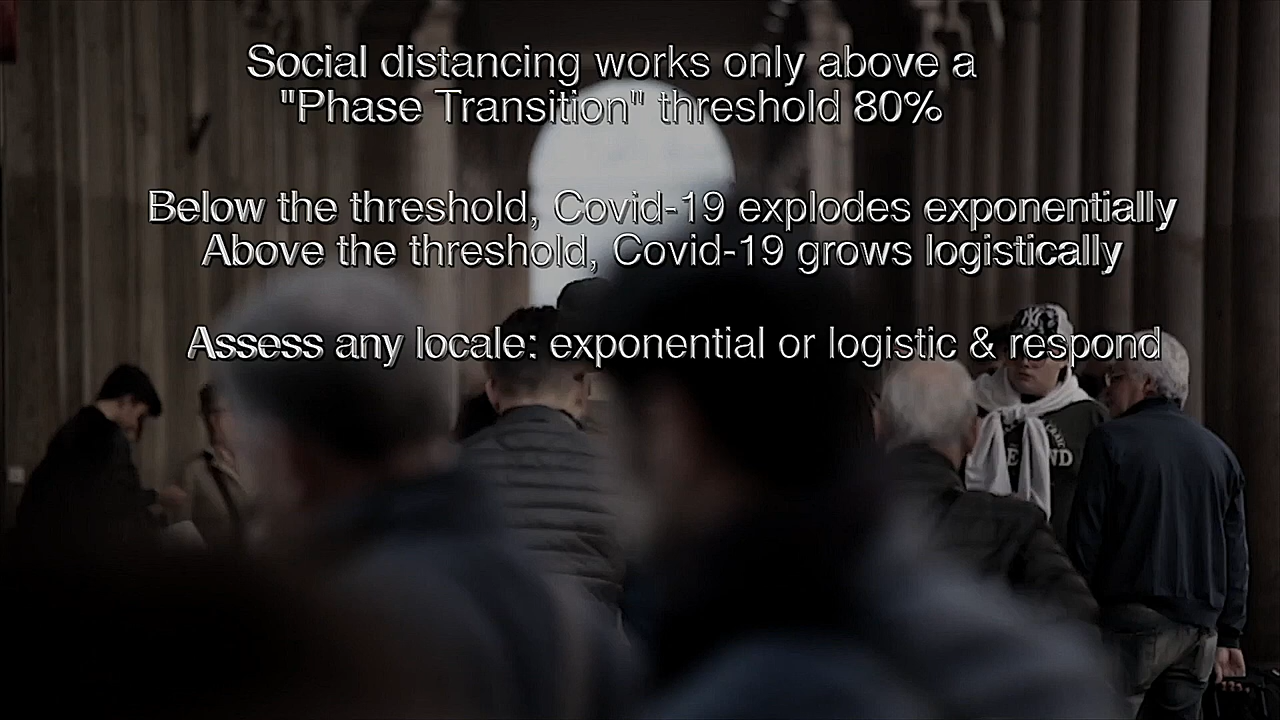 Social distancing works only above a
"Phase Transition" threshold 80%
Below the threshold, Covid-19 explodes exponentially
Above the threshold, Covid-19 grows logistically
Assess any locale: exponential or logistic & respond
NY